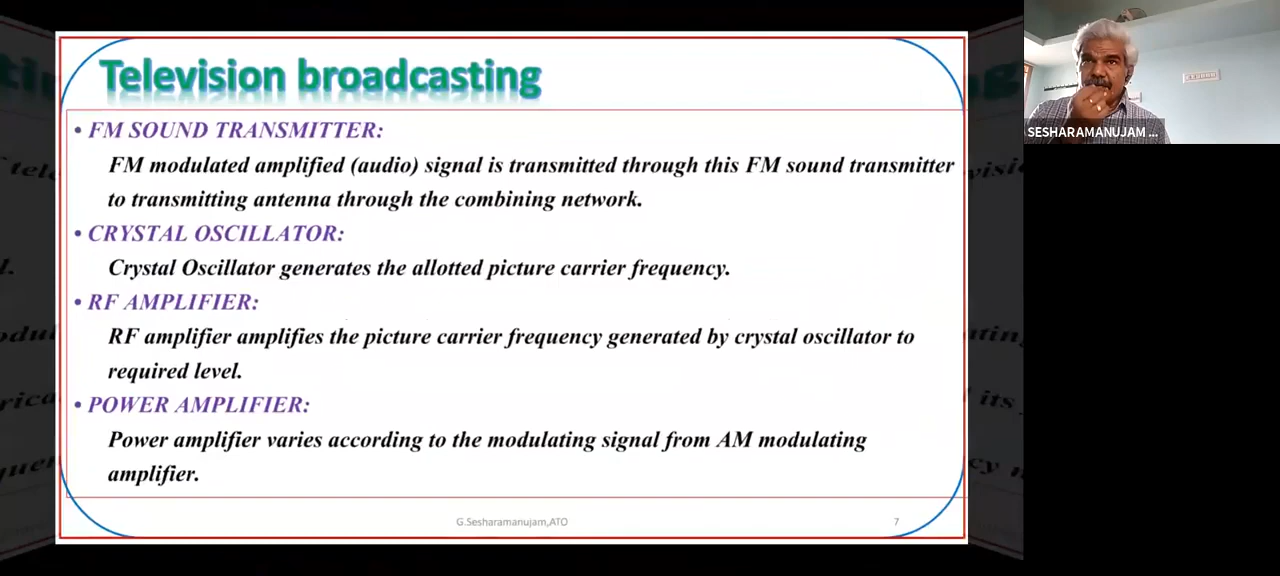 Television broadcasting
• FM SOUND TRANSMITTER:
FM modulated amplified (audio) signal is transmitted through this FM sound transmitter
to transmitting antenna through the combining network.
• CRYSTAL OSCILLATOR:
Crystal Oscillator generates the allotted picture carrier frequency.
• RF AMPLIFIER:
RF amplifier amplifies the picture carrier frequency generated by crystal oscillator to
required level.
• POWER AMPLIFIER:
Power amplifier varies according to the modulating signal from AM modulating
amplifier.
G.Sesharamanujam,ATO
7
SESHARAMANUJAM ...